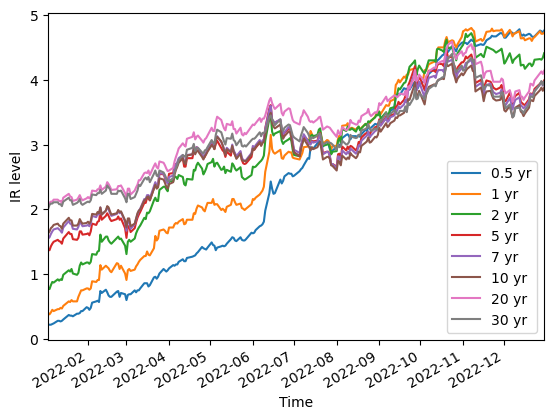 5
4
3
2
1
0
IR level
0.5 yr
1 yr
2 yr
5 yr
7 yr
10 yr
20 yr
30 yr
2022-02
2022-03
2022-04
2022-05
2022-06
2022-07
2022-08
2022-09
2022-10
2022-11
2022-12
Time